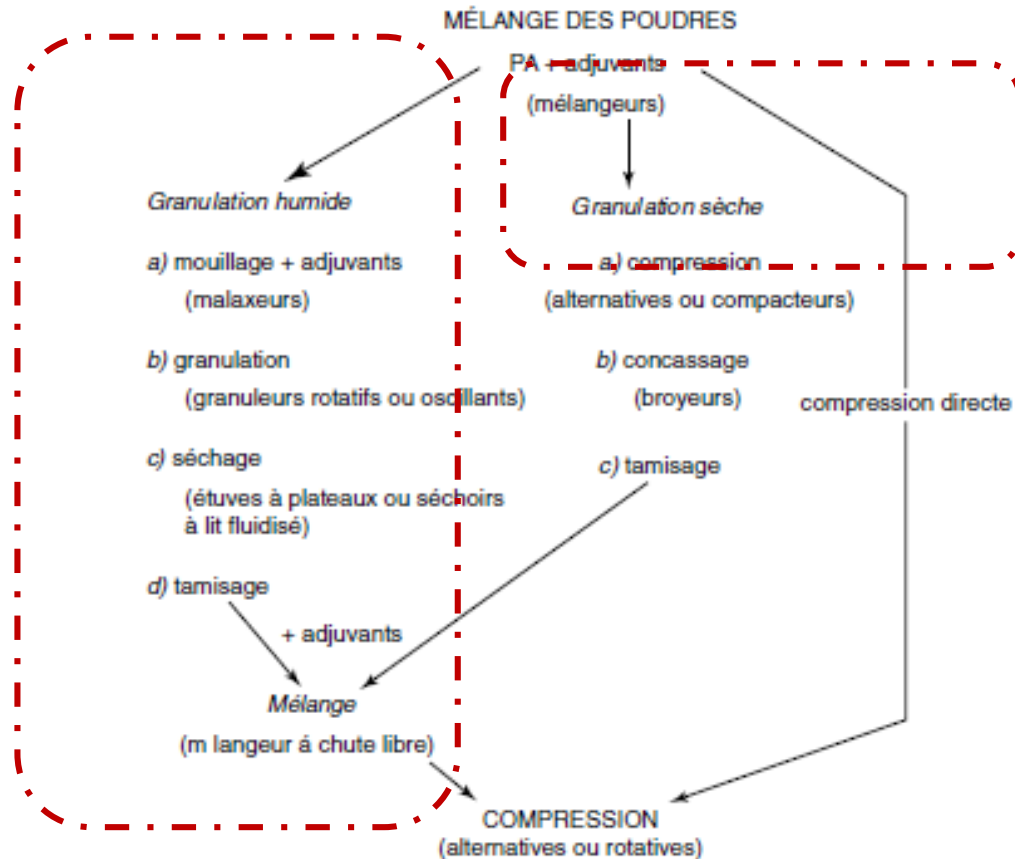 MÉLANGE DES POUDRES
PA + adjuvants
(mélangeurs)
Granulation humide
a) mouillage + adjuvants
(malaxeurs)
b) granulation
(granuleurs rotatifs ou oscillants)
c) séchage
(étuves à plateaux ou séchoirs
à lit fluidisé)
d) tamisage
+ adjuvants
Granulation sèche
a) compression
(alternatives ou compacteurs)
b) concassage
(broyeurs)
c) tamisage
compression directe
Mélange
(m langeur á chute libre)
COMPRESSION
(alternatives ou rotatives)